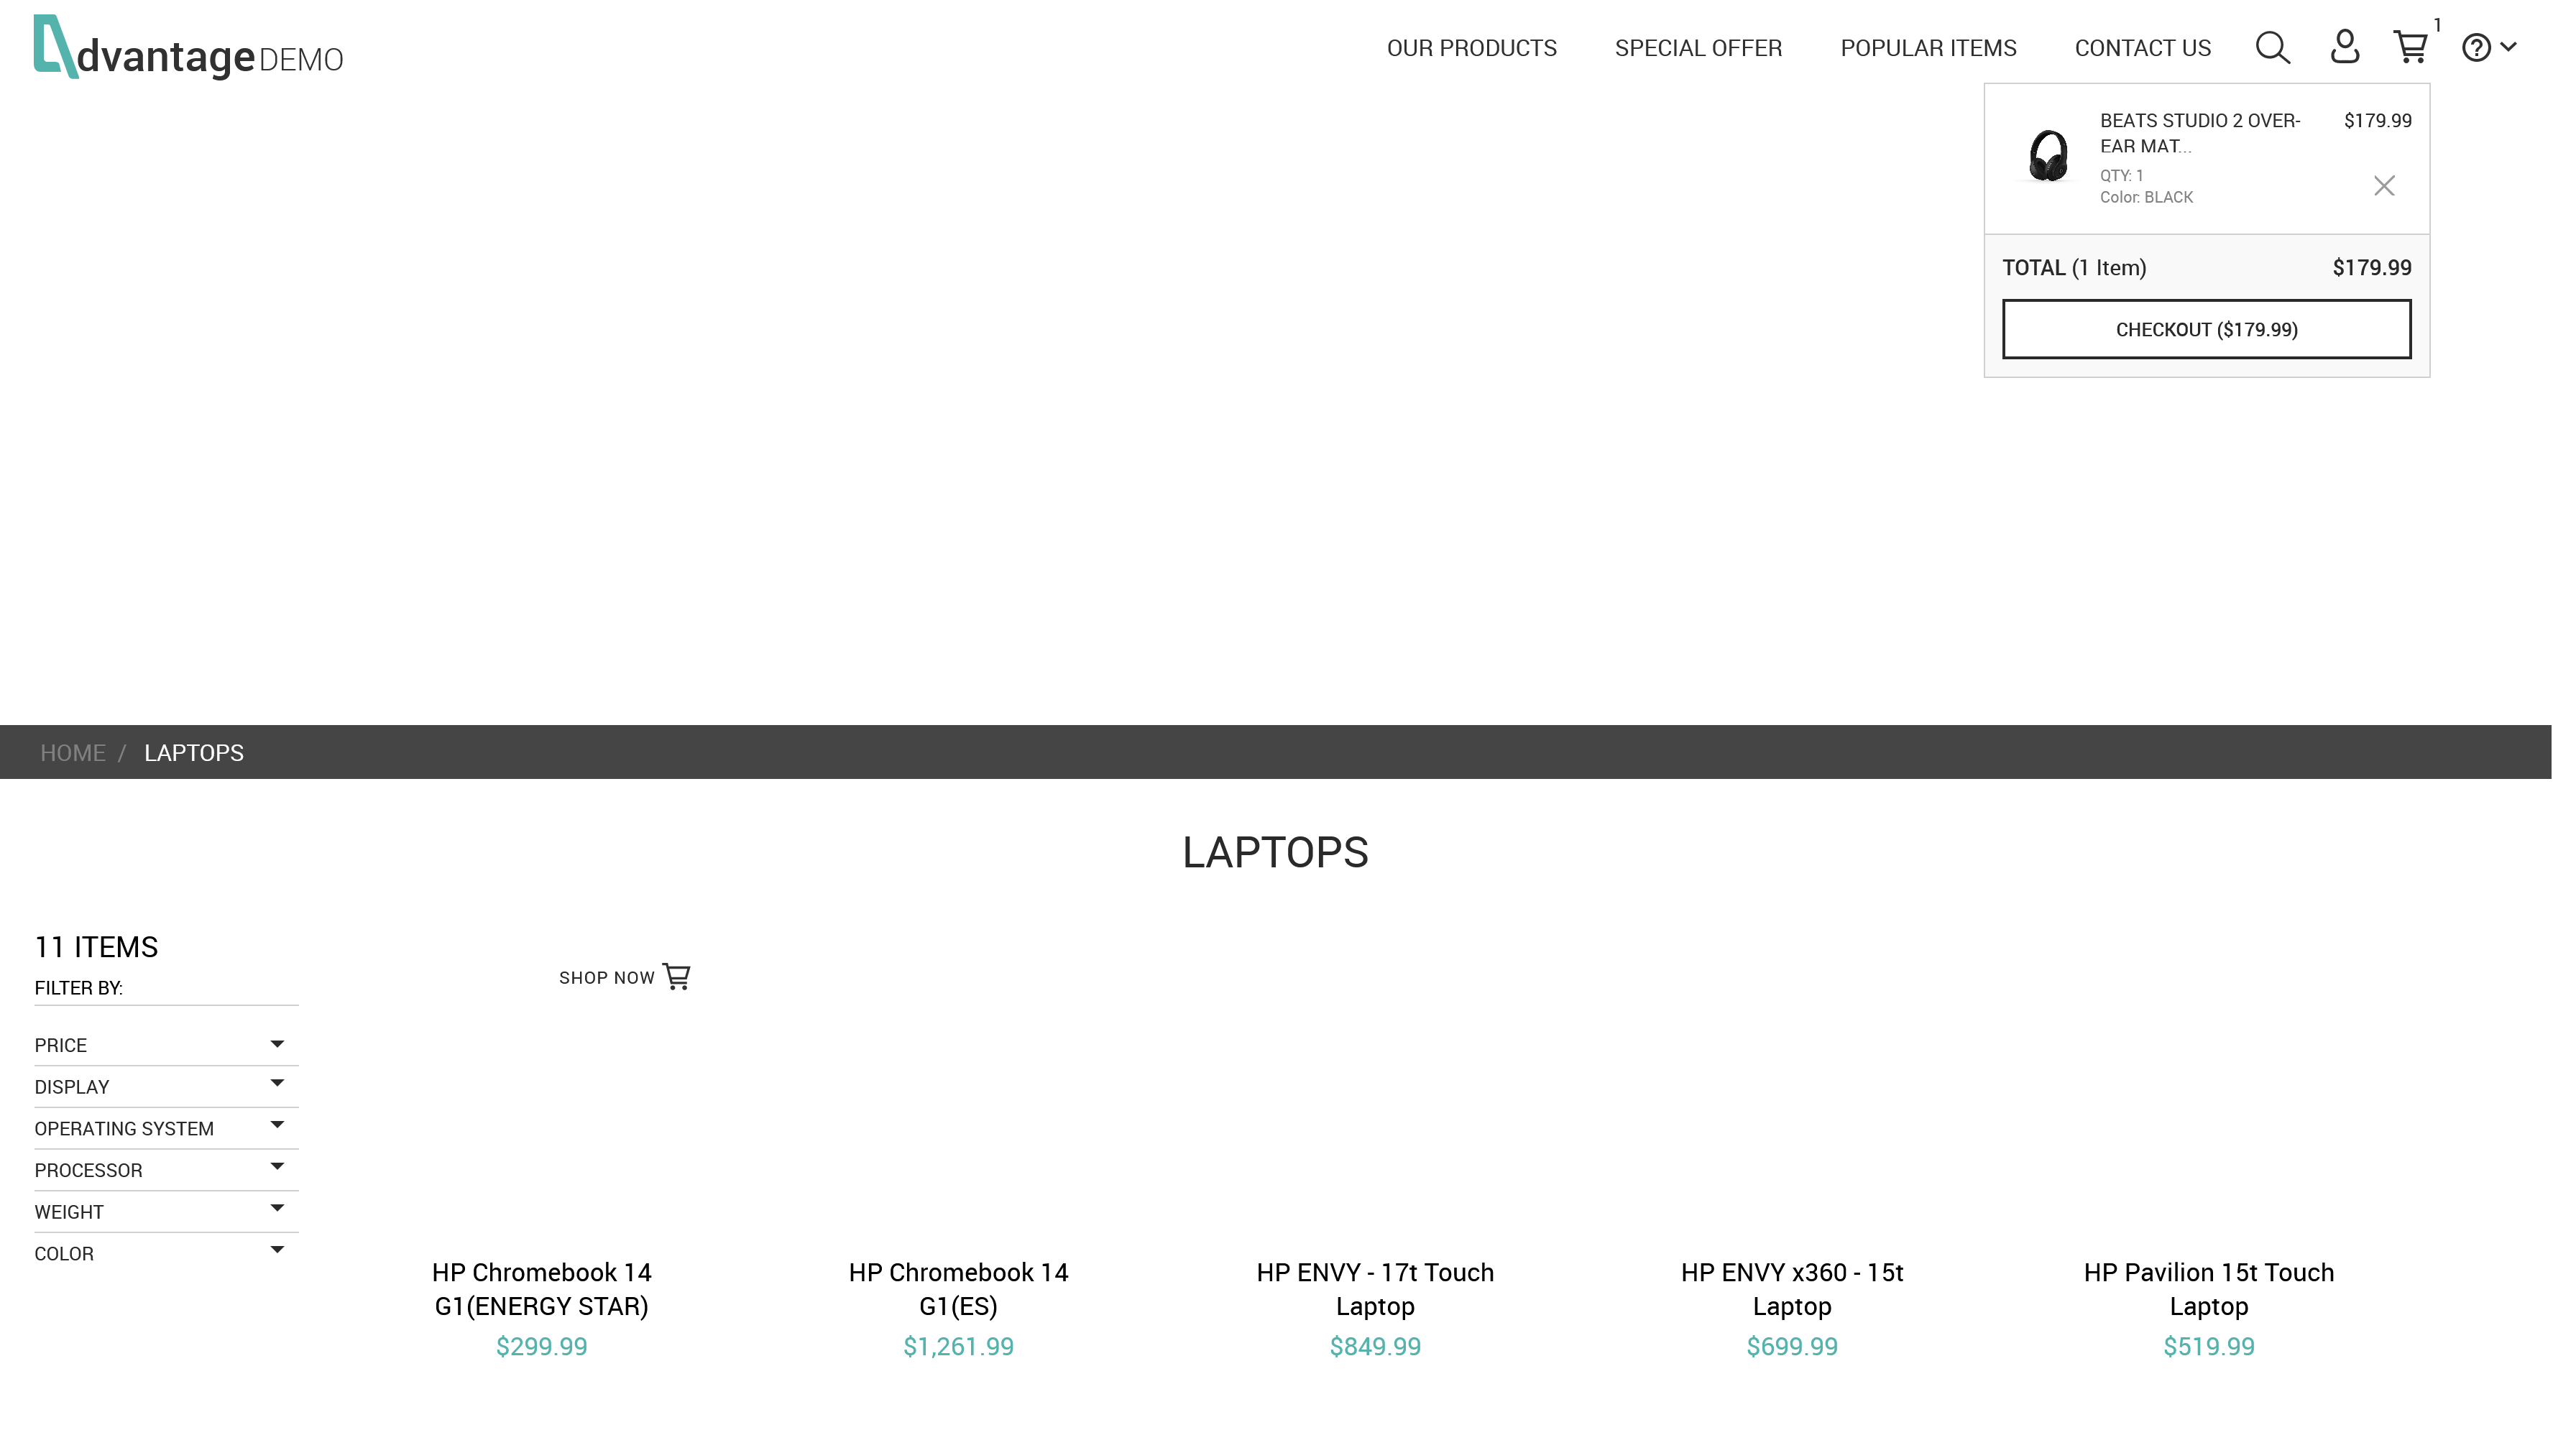 dvantage DEMO
OUR PRODUCTS
SPECIAL OFFER
POPULAR ITEMS
CONTACT US
1
BEATS STUDIO 2 OVER-
EAR MAT...
$179.99
QTY: 1
Color: BLACK
TOTAL (1 Item)
$179.99
CHECKOUT ($179.99)
HOME / LAPTOPS
LAPTOPS
11 ITEMS
FILTER BY:
PRICE
DISPLAY
OPERATING SYSTEM
PROCESSOR
WEIGHT
COLOR
SHOP NOW
HP Chromebook 14
G1(ENERGY STAR)
$299.99
HP Chromebook 14
G1(ES)
$1,261.99
HP ENVY - 17t Touch
Laptop
$849.99
HP ENVY x360 - 15t
Laptop
$699.99
HP Pavilion 15t Touch
Laptop
$519.99